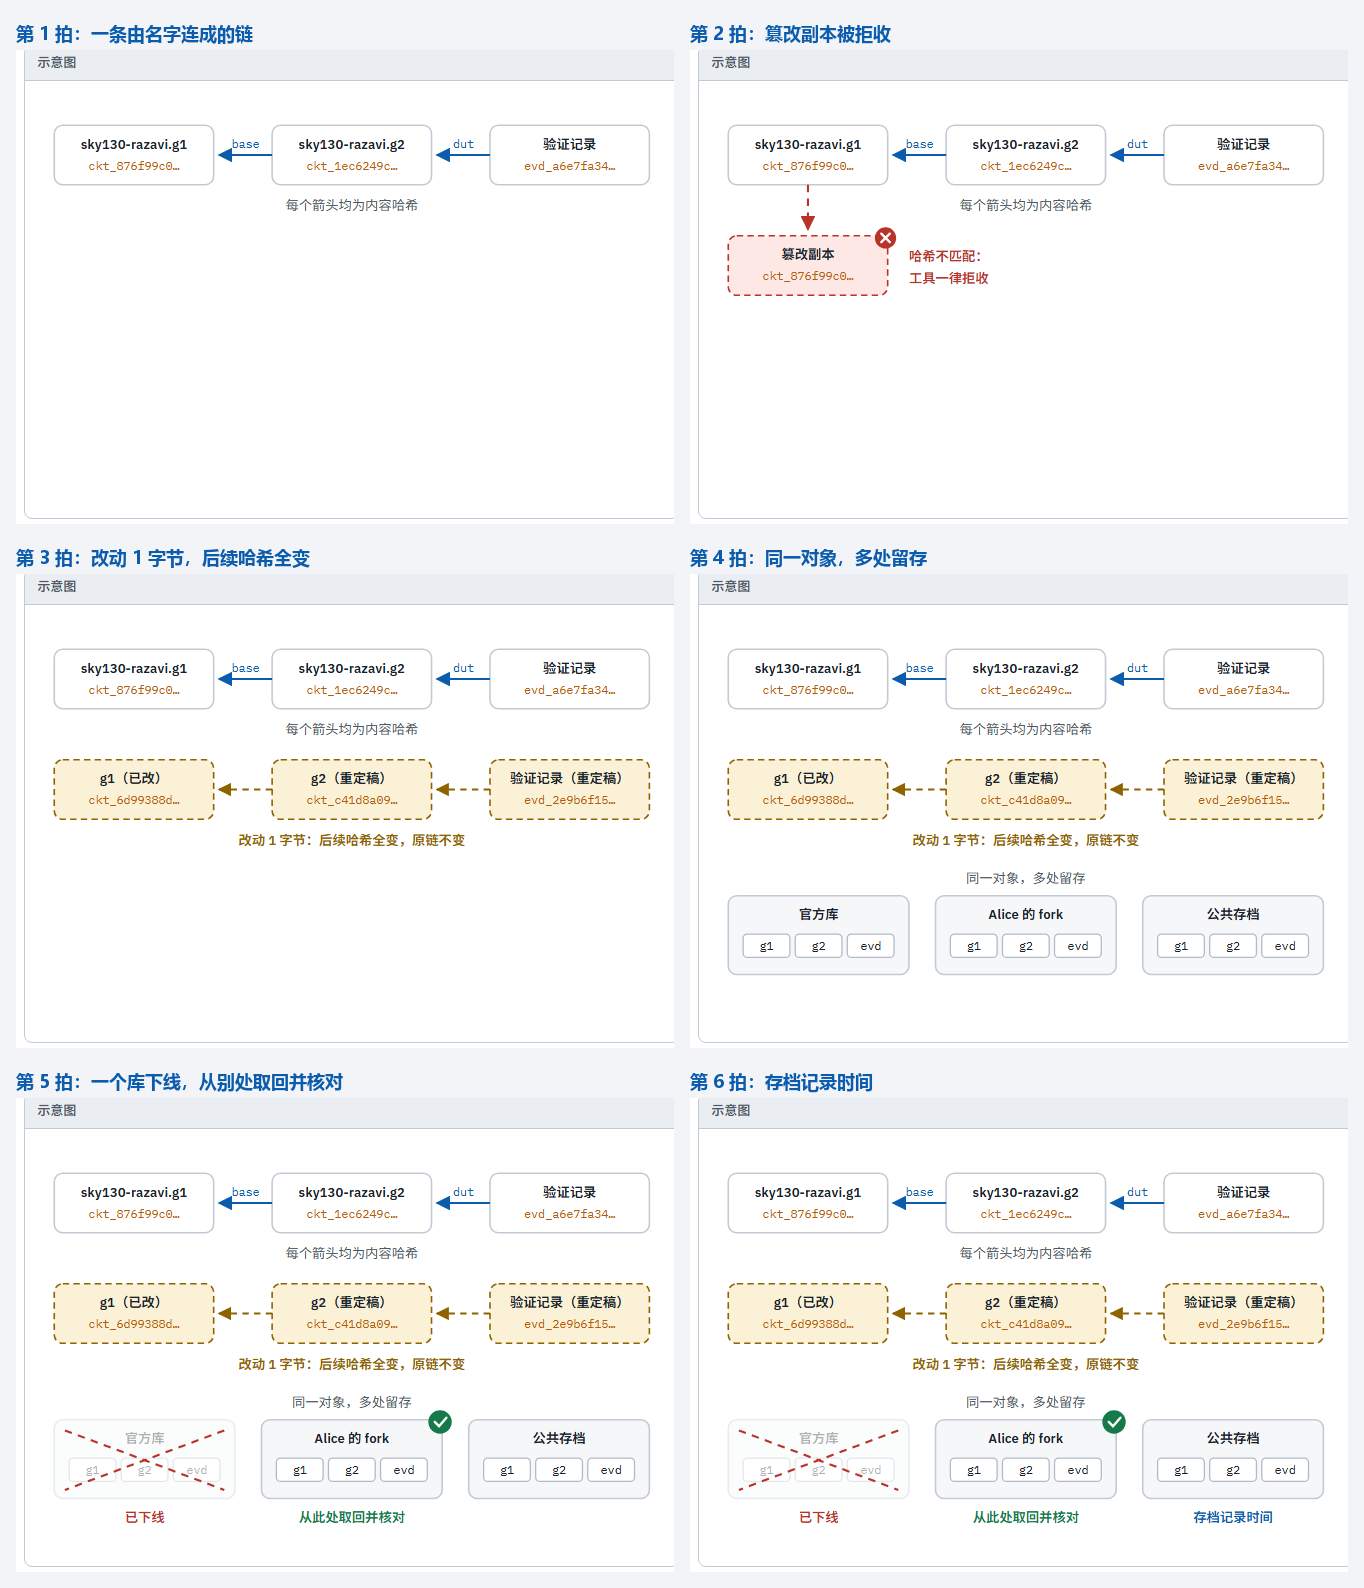 第 1 拍：一条由名字连成的链
示意图
sky130-razavi.g1
ckt_876f99c0…
base
sky130-razavi.g2
ckt_1ec6249c…
dut
验证记录
evd_a6e7fa34…
每个箭头均为内容哈希
第 2 拍：篡改副本被拒收
示意图
sky130-razavi.g1
ckt_876f99c0…
base
sky130-razavi.g2
ckt_1ec6249c…
dut
验证记录
evd_a6e7fa34…
每个箭头均为内容哈希
篡改副本
ckt_876f99c0…
哈希不匹配：
工具一律拒收
第 3 拍：改动 1 字节，后续哈希全变
示意图
sky130-razavi.g1
ckt_876f99c0…
base
sky130-razavi.g2
ckt_1ec6249c…
dut
验证记录
evd_a6e7fa34…
每个箭头均为内容哈希
g1（已改）
ckt_6d99388d…
g2（重定稿）
ckt_c41d8a09…
验证记录（重定稿）
evd_2e9b6f15…
改动 1 字节：后续哈希全变，原链不变
第 4 拍：同一对象，多处留存
示意图
sky130-razavi.g1
ckt_876f99c0…
base
sky130-razavi.g2
ckt_1ec6249c…
dut
验证记录
evd_a6e7fa34…
每个箭头均为内容哈希
g1（已改）
ckt_6d99388d…
g2（重定稿）
ckt_c41d8a09…
验证记录（重定稿）
evd_2e9b6f15…
改动 1 字节：后续哈希全变，原链不变
同一对象，多处留存
官方库
g1 g2 evd
Alice 的 fork
g1 g2 evd
公共存档
g1 g2 evd
第 5 拍：一个库下线，从别处取回并核对
示意图
sky130-razavi.g1
ckt_876f99c0…
base
sky130-razavi.g2
ckt_1ec6249c…
dut
验证记录
evd_a6e7fa34…
每个箭头均为内容哈希
g1（已改）
ckt_6d99388d…
g2（重定稿）
ckt_c41d8a09…
验证记录（重定稿）
evd_2e9b6f15…
改动 1 字节：后续哈希全变，原链不变
同一对象，多处留存
官方库
g1 g2 evd
已下线
Alice 的 fork
g1 g2 evd
从此处取回并核对
公共存档
g1 g2 evd
第 6 拍：存档记录时间
示意图
sky130-razavi.g1
ckt_876f99c0…
base
sky130-razavi.g2
ckt_1ec6249c…
dut
验证记录
evd_a6e7fa34…
每个箭头均为内容哈希
g1（已改）
ckt_6d99388d…
g2（重定稿）
ckt_c41d8a09…
验证记录（重定稿）
evd_2e9b6f15…
改动 1 字节：后续哈希全变，原链不变
同一对象，多处留存
官方库
g1 g2 evd
已下线
Alice 的 fork
g1 g2 evd
从此处取回并核对
公共存档
g1 g2 evd
存档记录时间